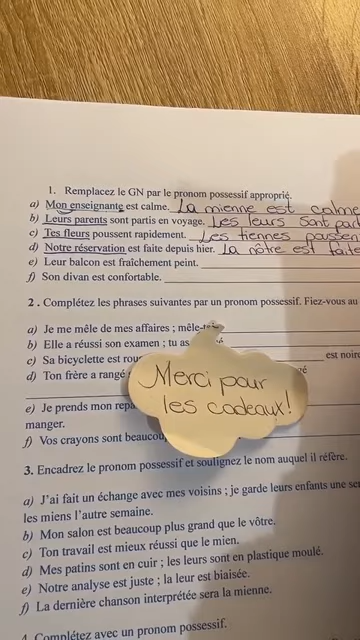 1. Remplacez le GN par le pronom possessif approprié.
a) Mon enseignante est calme. La mienne est calme
b) Leurs parents sont partis en voyage. Les leurs sont part
c) Tes fleurs poussent rapidement. Les tiennes poussen
d) Notre réservation est faite depuis hier. La nôtre est faite
e) Leur balcon est fraîchement peint.
f) Son divan est confortable.
2. Complétez les phrases suivantes par un pronom possessif. Fiez-vous au
a) Je me mêle de mes affaires ; mêle-
b) Elle a réussi son examen ; tu as
c) Sa bicyclette est rou est noir
d) Ton frère a rangé
e) Je prends mon repa
manger.
f) Vos crayons sont beaucou
Merci pour
les cadeaux!
3. Encadrez le pronom possessif et soulignez le nom auquel il réfère.
a) J'ai fait un échange avec mes voisins ; je garde leurs enfants une se
les miens l'autre semaine.
b) Mon salon est beaucoup plus grand que le vôtre.
c) Ton travail est mieux réussi que le mien.
d) Mes patins sont en cuir ; les leurs sont en plastique moulé.
e) Notre analyse est juste ; la leur est biaisée.
f) La dernière chanson interprétée sera la mienne.
4. Complétez avec un pronom possessif.